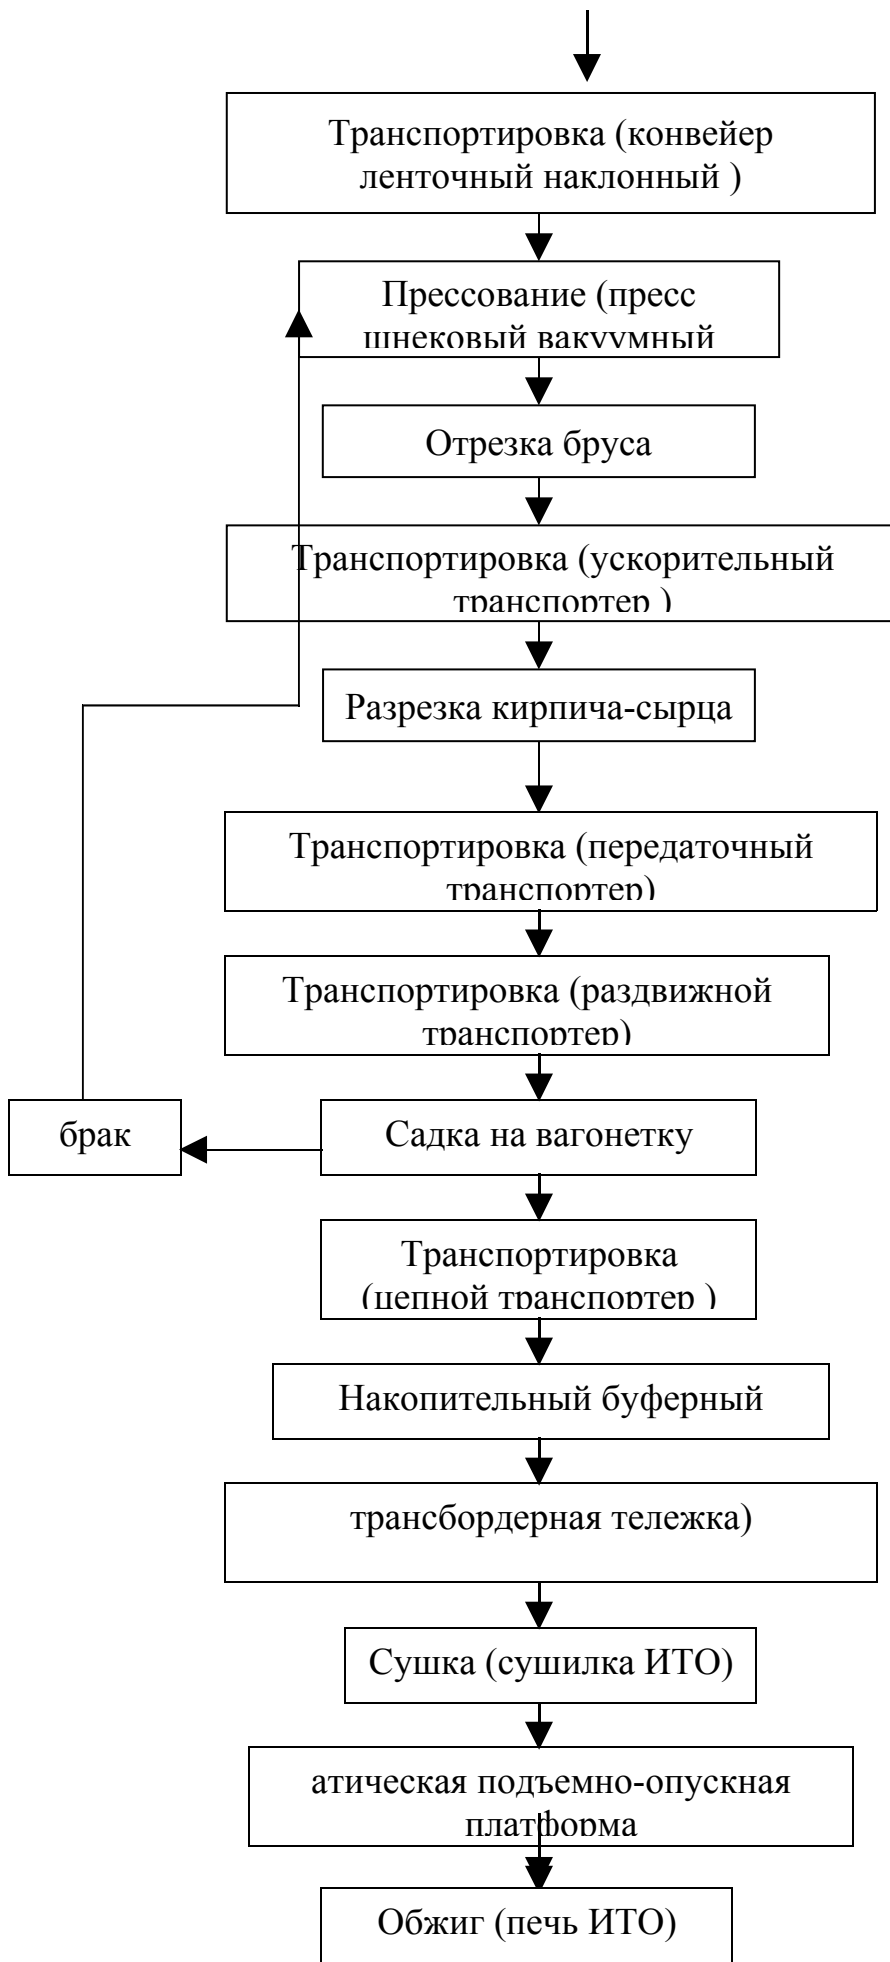 Транспортировка (конвейер
ленточный наклонный )
Прессование (пресс
шнековый вакуумный
Отрезка бруса
Транспортировка (ускорительный
транспортер )
Разрезка кирпича-сырца
Транспортировка (передаточный
транспортер)
Транспортировка (раздвижной
транспортер)
брак
Садка на вагонетку
Транспортировка
(цепной транспортер )
Накопительный буферный
трансбордерная тележка)
Сушка (сушилка ИТО)
атическая подъемно-опускная
платформа
Обжиг (печь ИТО)